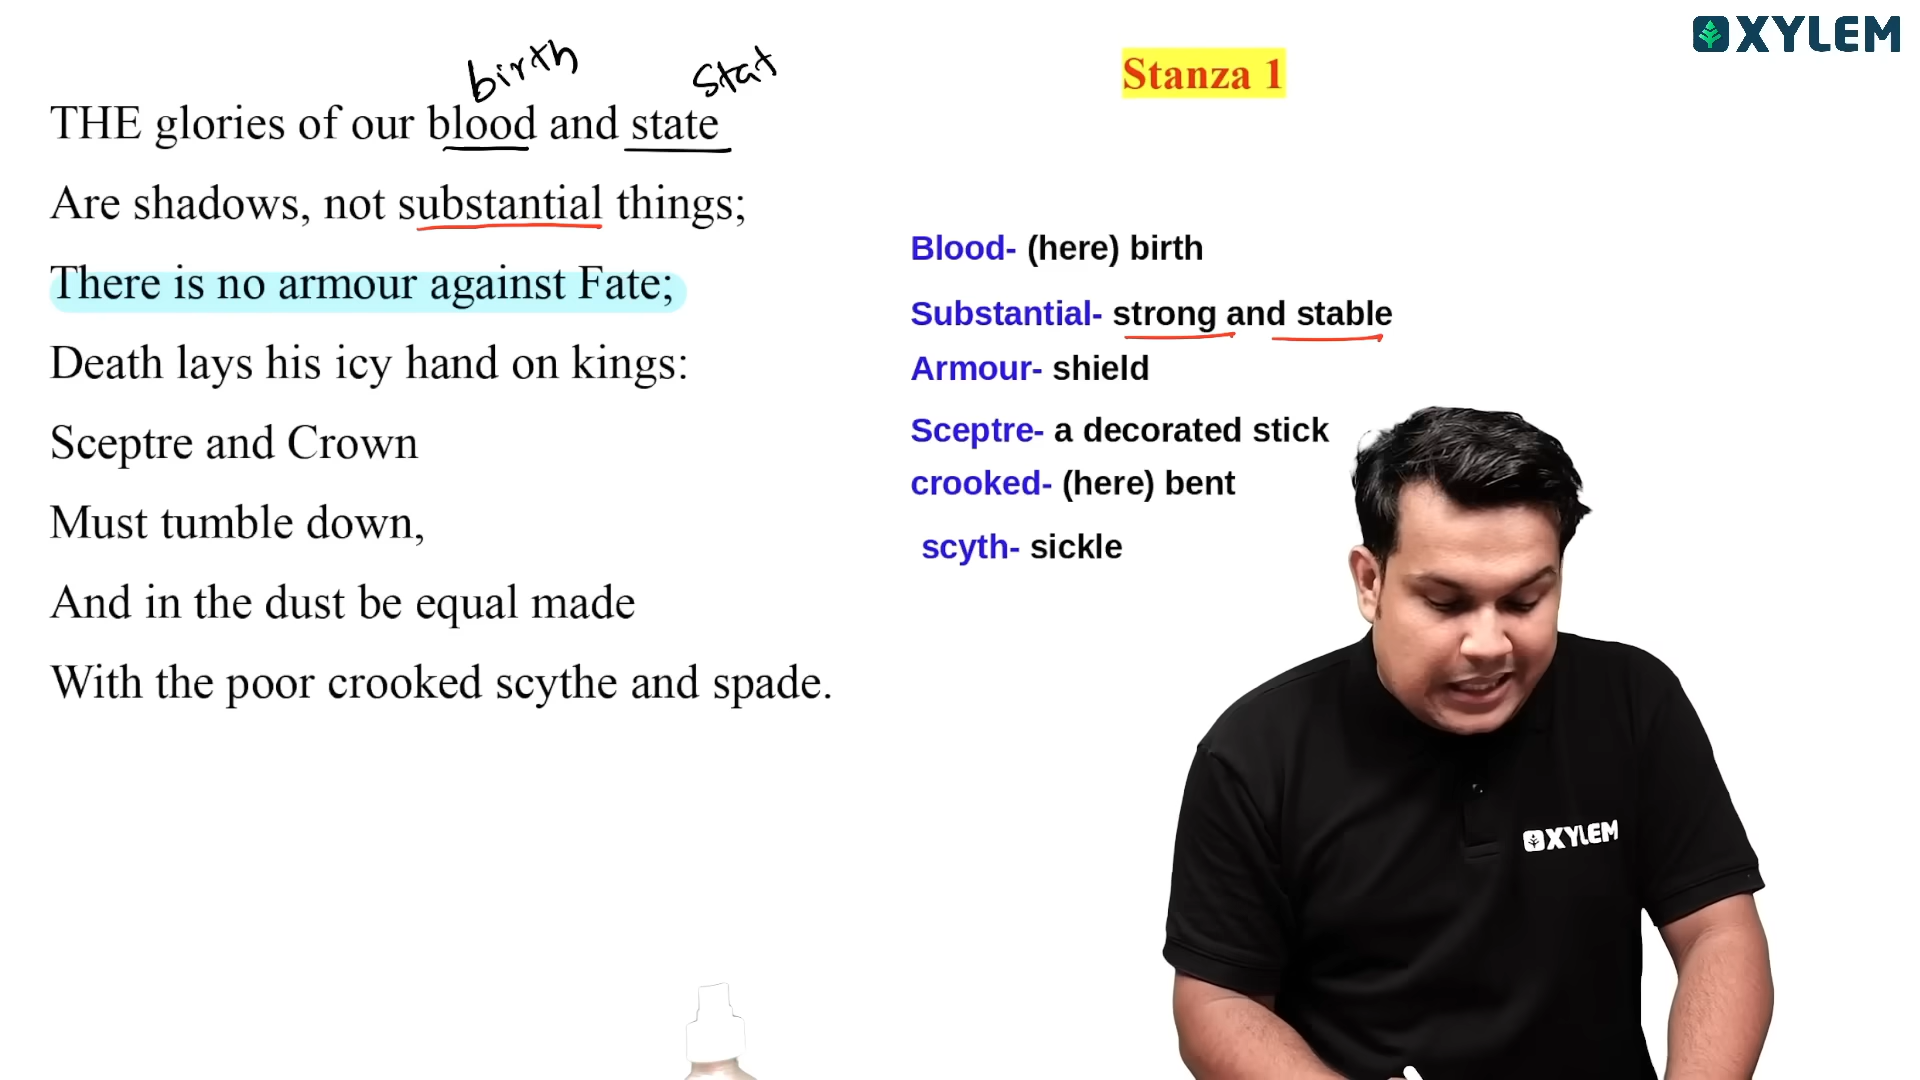 XYLEM
Stanza 1
birth
stat
THE glories of our blood and state
Are shadows, not substantial things;
There is no armour against Fate;
Death lays his icy hand on kings:
Sceptre and Crown
Must tumble down,
And in the dust be equal made
With the poor crooked scythe and spade.
Blood- (here) birth
Substantial- strong and stable
Armour- shield
Sceptre- a decorated stick
crooked- (here) bent
scyth- sickle
XYLEM